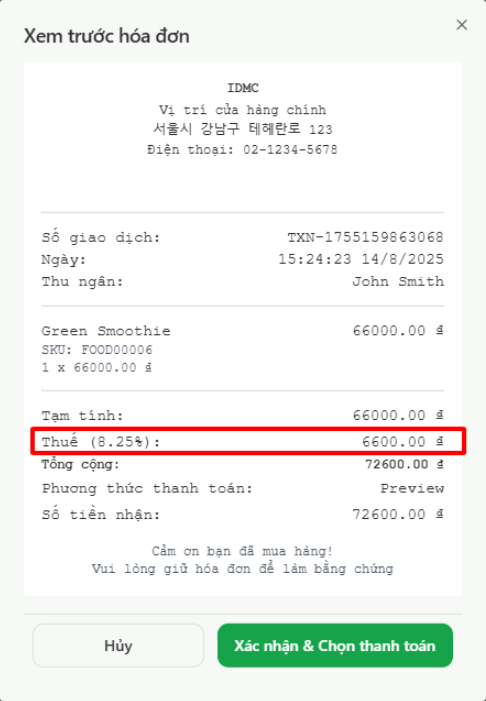 Xem trước hóa đơn
×
IDMC
Vị trí cửa hàng chính
서울시 강남구 테헤란로 123
Điện thoại: 02-1234-5678
Số giao dịch: TXN-1755159863068
Ngày: 15:24:23 14/8/2025
Thu ngân: John Smith
Green Smoothie 66000.00 ₫
SKU: FOOD00006
1 x 66000.00 ₫
Tạm tính: 66000.00 ₫
Thuế (8.25%): 6600.00 ₫
Tổng cộng: 72600.00 ₫
Phương thức thanh toán: Preview
Số tiền nhận: 72600.00 ₫
Cảm ơn bạn đã mua hàng!
Vui lòng giữ hóa đơn để làm bằng chứng
Hủy Xác nhận & Chọn thanh toán